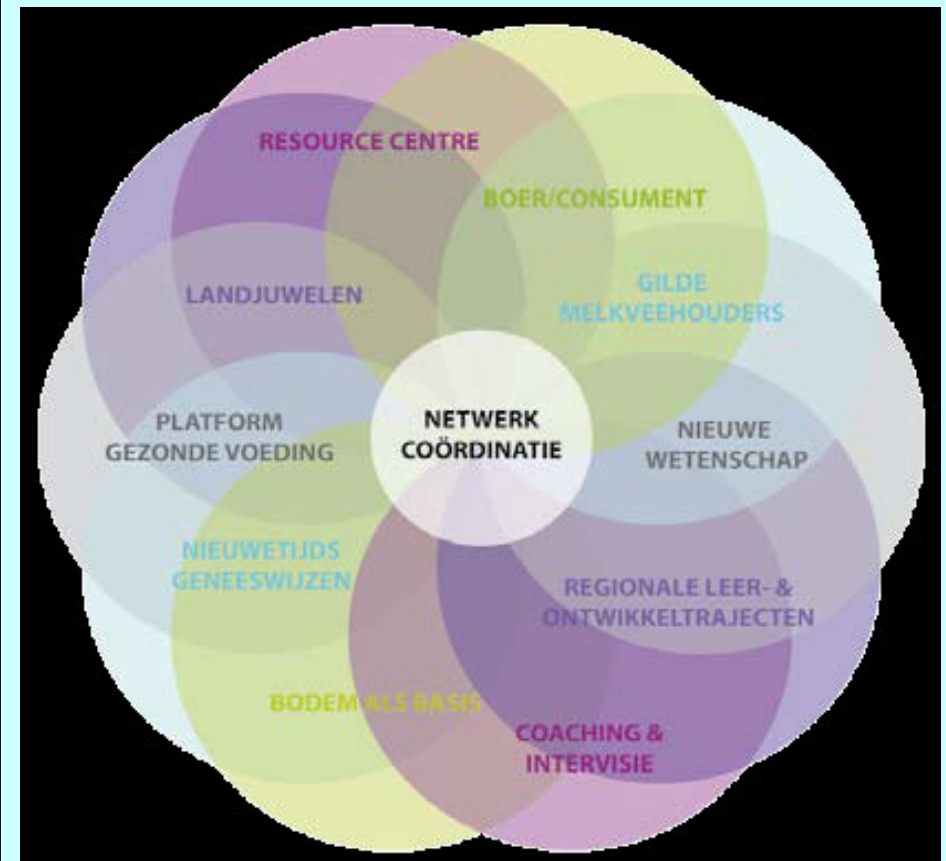 RESOURCE CENTRE
BOER/CONSUMENT
GILDE
MELKVEEHOUDERS
LANDJUWELEN
NETWERK
COÖRDINATIE
PLATFORM
GEZONDE VOEDING
NIEUWE
WETENSCHAP
NIEUWETIJDS
GENEESWIJZEN
REGIONALE LEER- &
ONTWIKKELTRAJECTEN
BODEM ALS BASIS
COACHING &
INTERVISIE